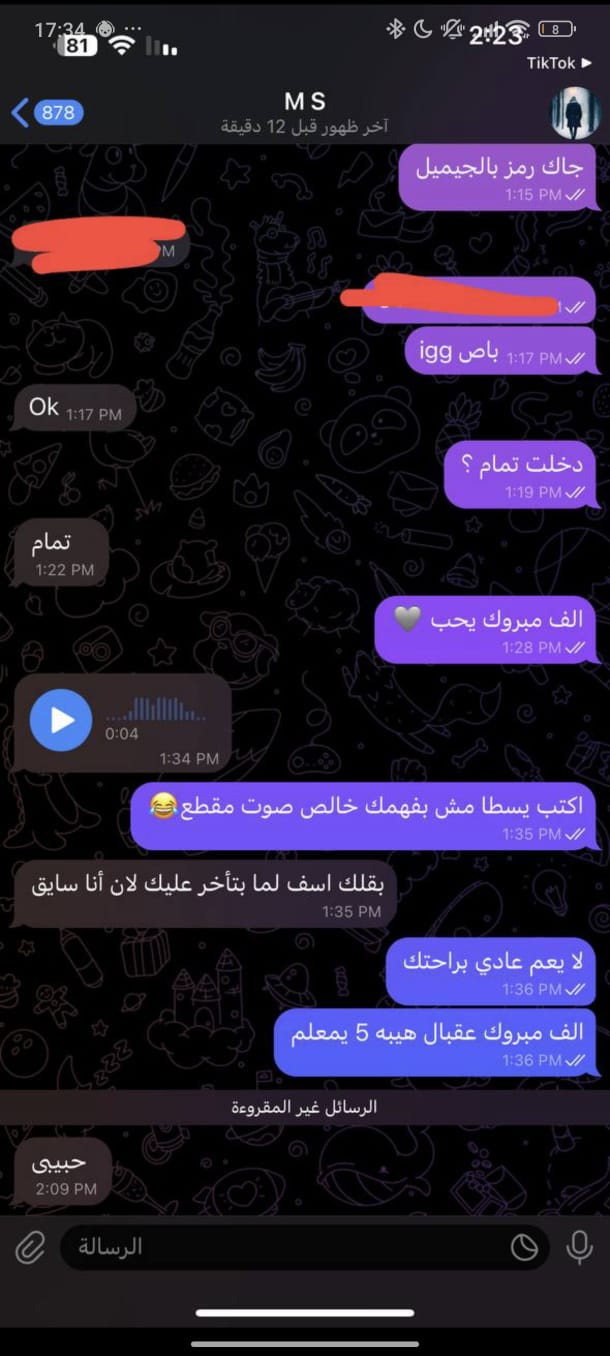 17:34
81
2:23
8
TikTok
878
M S
آخر ظهور قبل 12 دقيقة
جاك رمز بالجيميل
1:15 PM
باص igg
1:17 PM
Ok
1:17 PM
دخلت تمام ؟
1:19 PM
تمام
1:22 PM
الف مبروك يحب 🩶
1:28 PM
0:04
1:34 PM
اكتب يسطا مش بفهمك خالص صوت مقطع😂
1:35 PM
بقلك اسف لما بتأخر عليك لان أنا سايق
1:35 PM
لا يعم عادي براحتك
1:36 PM
الف مبروك عقبال هيبه 5 يمعلم
1:36 PM
الرسائل غير المقروءة
حبيبى
2:09 PM
الرسالة